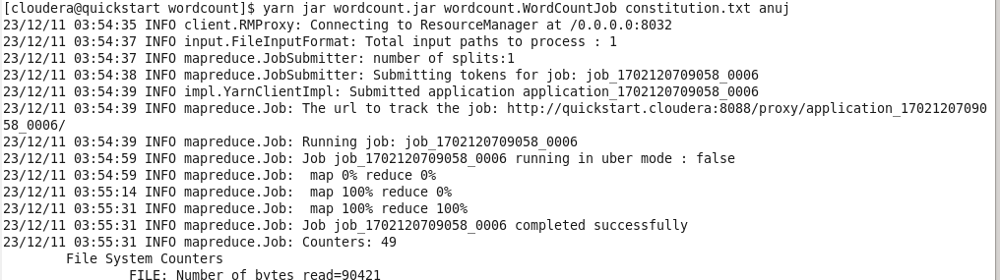 [cloudera@quickstart wordcount]$ yarn jar wordcount.jar wordcount.WordCountJob constitution.txt anuj
23/12/11 03:54:35 INFO client.RMProxy: Connecting to ResourceManager at /0.0.0.0:8032
23/12/11 03:54:37 INFO input.FileInputFormat: Total input paths to process : 1
23/12/11 03:54:37 INFO mapreduce.JobSubmitter: number of splits:1
23/12/11 03:54:38 INFO mapreduce.JobSubmitter: Submitting tokens for job: job_1702120709058_0006
23/12/11 03:54:39 INFO impl.YarnClientImpl: Submitted application application_1702120709058_0006
23/12/11 03:54:39 INFO mapreduce.Job: The url to track the job: http://quickstart.cloudera:8088/proxy/application_17021207090
58_0006/
23/12/11 03:54:39 INFO mapreduce.Job: Running job: job_1702120709058_0006
23/12/11 03:54:59 INFO mapreduce.Job: Job job_1702120709058_0006 running in uber mode : false
23/12/11 03:54:59 INFO mapreduce.Job:  map 0% reduce 0%
23/12/11 03:55:14 INFO mapreduce.Job:  map 100% reduce 0%
23/12/11 03:55:31 INFO mapreduce.Job:  map 100% reduce 100%
23/12/11 03:55:31 INFO mapreduce.Job: Job job_1702120709058_0006 completed successfully
23/12/11 03:55:31 INFO mapreduce.Job: Counters: 49
        File System Counters
                FILE: Number of bytes read=90421